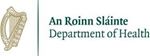 An Roinn Sláinte
Department of Health